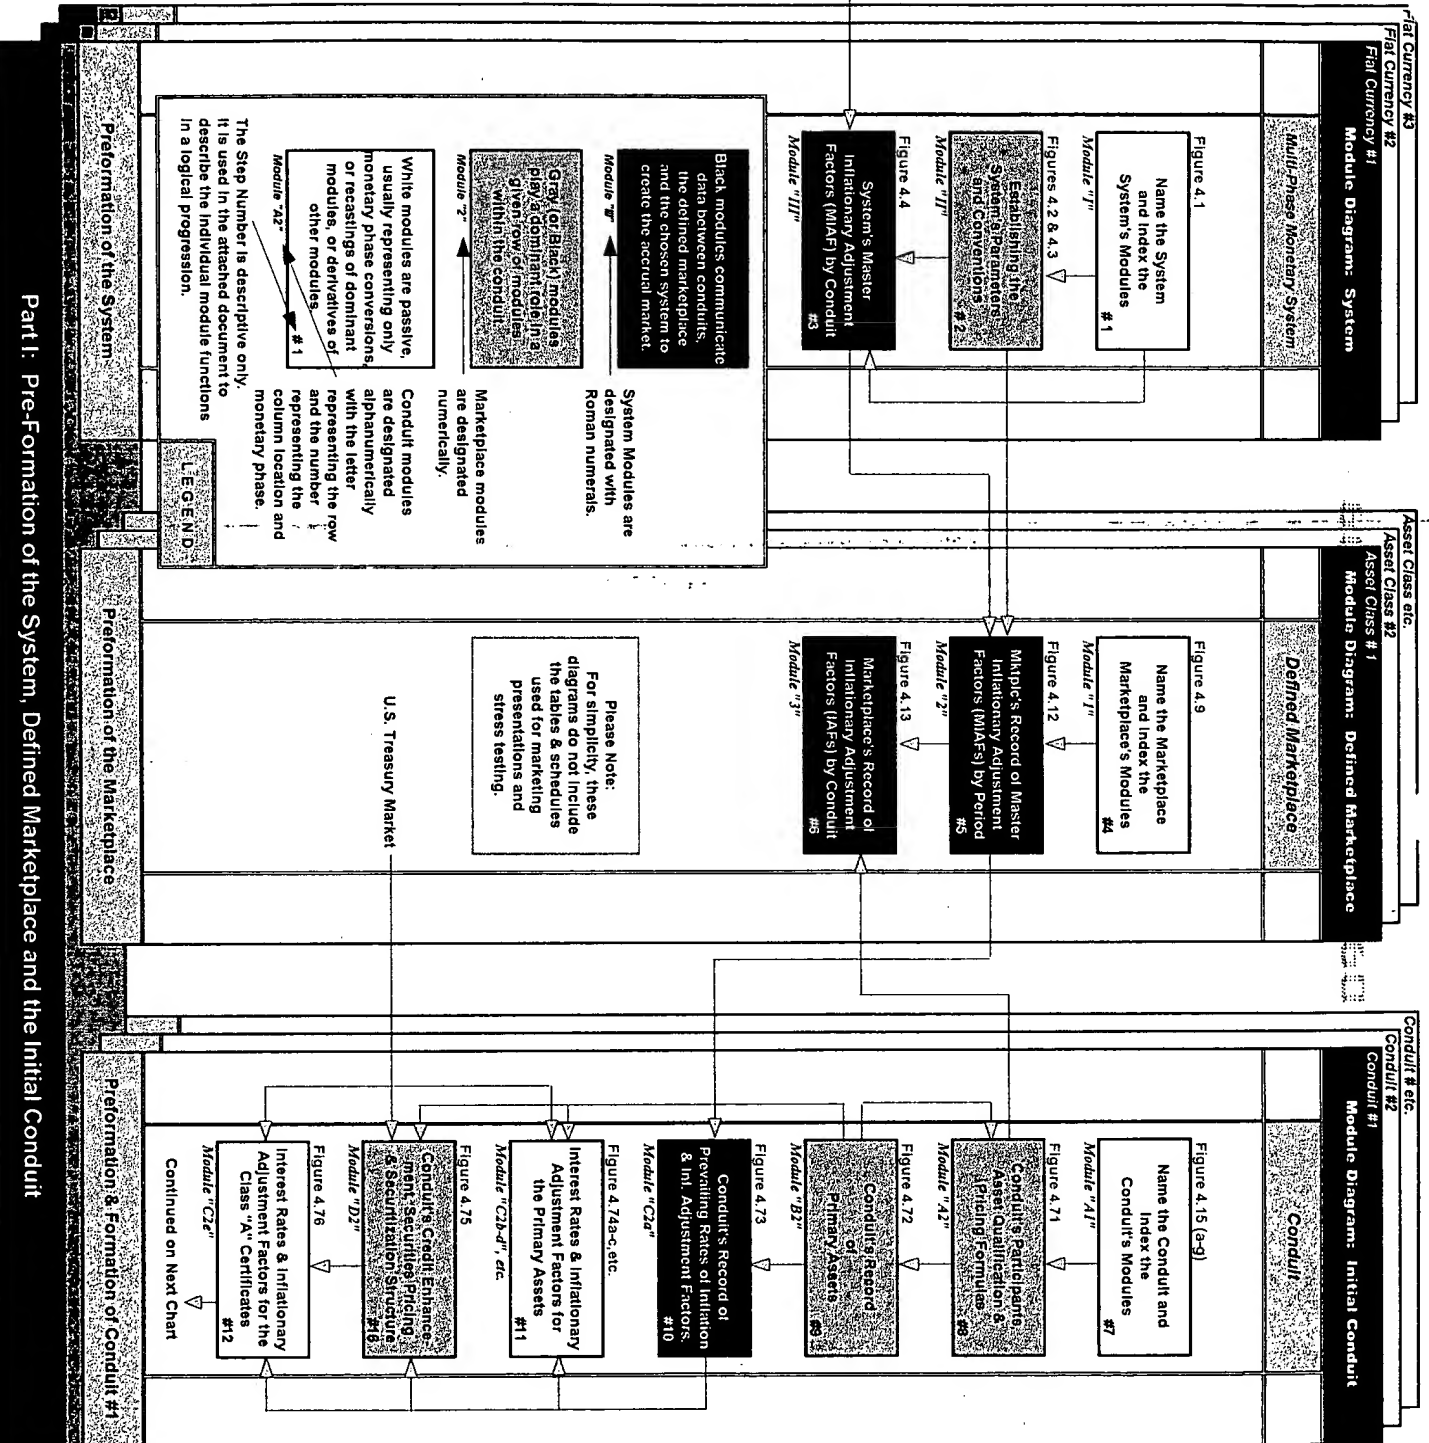 Fiat Currency #3
Fiat Currency #2
Fiat Currency #1
Module Diagram: System
Multi-Phase Monetary System
Figure 4.1
Name the System
and Index the
System's Modules
#1
Module "I"
Figures 4.2 & 4.3
Establishing the
System's Parameters
and Conventions
#2
Module "II"
Figure 4.4
System's Master
Inflationary Adjustment
Factors (MIAF) by Conduit
#3
Module "III"
Black modules communicate
data between conduits,
the defined marketplace
and the chosen system to
create the accrual market.
Module "#"
System Modules are
designated with
Roman numerals.
Gray (or Black) modules
play a dominant role in a
given row of modules
within the conduit.
Module "2"
Marketplace modules
are designated
numerically.
White modules are passive,
usually representing only
monetary phase conversions,
or recastings of dominant
modules, or derivatives of
other modules.
#1
Module "A2"
Conduit modules
are designated
alphanumerically
with the letter
representing the row
and the number
representing the
column location and
monetary phase.
The Step Number is descriptive only.
It is used in the attached document to
describe the individual module functions
in a logical progression.
LEGEND
Preformation of the System
Asset Class etc.
Asset Class #2
Asset Class # 1
Module Diagram: Defined Marketplace
Defined Marketplace
Figure 4.9
Name the Marketplace
and Index the
Marketplace's Modules
#4
Module "1"
Figure 4.12
Mktplc's Record of Master
Inflationary Adjustment
Factors (MIAFs) by Period
#5
Module "2"
Figure 4.13
Marketplace's Record of
Inflationary Adjustment
Factors (IAFs) by Conduit
#6
Module "3"
Please Note:
For simplicity, these
diagrams do not include
the tables & schedules
used for marketing
presentations and
stress testing.
U.S. Treasury Market
Preformation of the Marketplace
Conduit # etc.
Conduit #2
Conduit #1
Module Diagram: Initial Conduit
Conduit
Figure 4.15 (a-g)
Name the Conduit and
Index the
Conduit's Modules
#7
Module "A1"
Figure 4.71
Conduit's Participants
Asset Qualification &
Pricing Formulas
#8
Module "A2"
Figure 4.72
Conduit's Record
of
Primary Assets
#9
Module "B2"
Figure 4.73
Conduit's Record of
Prevailing Rates of Inflation
& Inf. Adjustment Factors.
#10
Module "C2a"
Figure 4.74a-c,etc.
Interest Rates & Inflationary
Adjustment Factors for
the Primary Assets
#11
Module "C2b-d", etc.
Figure 4.75
Conduit's Credit Enhance-
ment, Securities Pricing,
& Securitization Structure
#16
Module "D2"
Figure 4.76
Interest Rates & Inflationary
Adjustment Factors for the
Class "A" Certificates
#12
Module "C2e"
Continued on Next Chart
Preformation & Formation of Conduit #1
Part I: Pre-Formation of the System, Defined Marketplace and the Initial Conduit